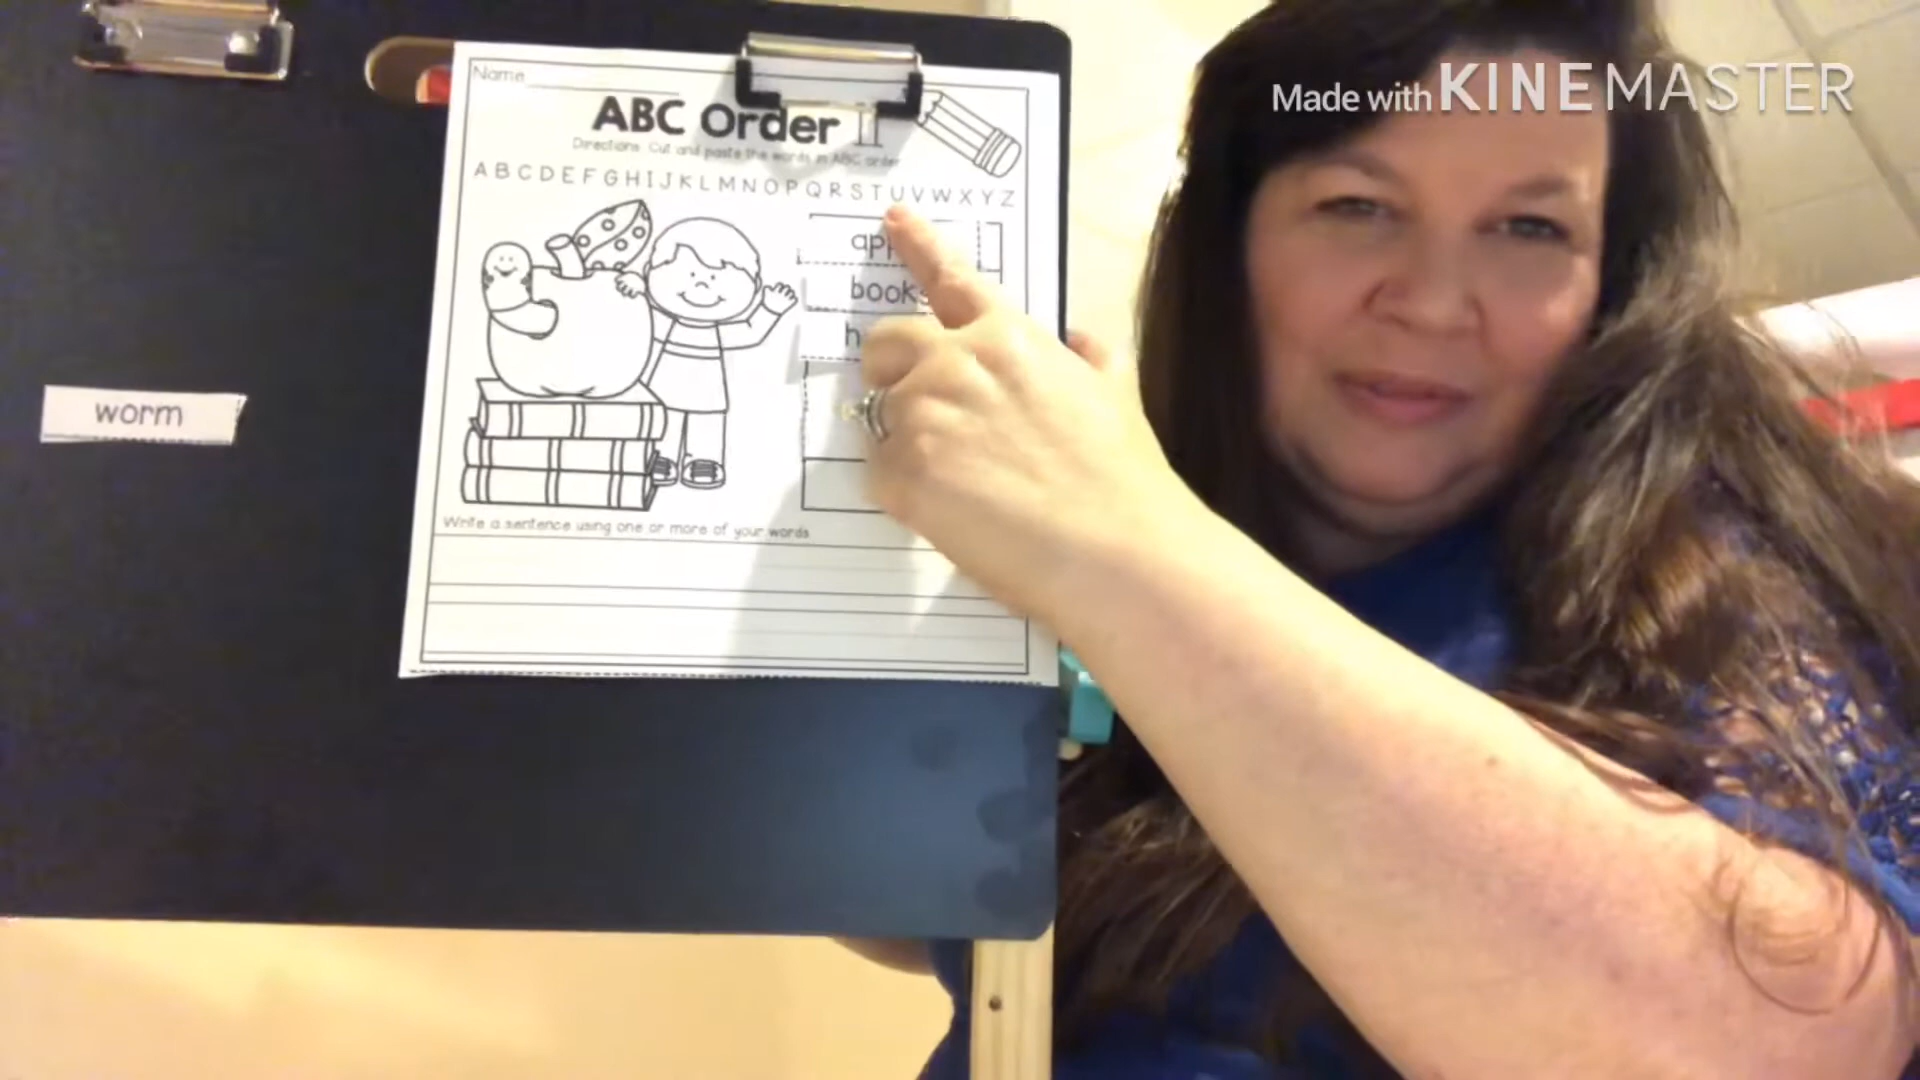 Made with KINEMASTER
Name
ABC Order
Directions: Cut and paste the words in ABC order
A B C D E F G H I J K L M N O P Q R S T U V W X Y Z
books
worm
Write a sentence using one or more of your words